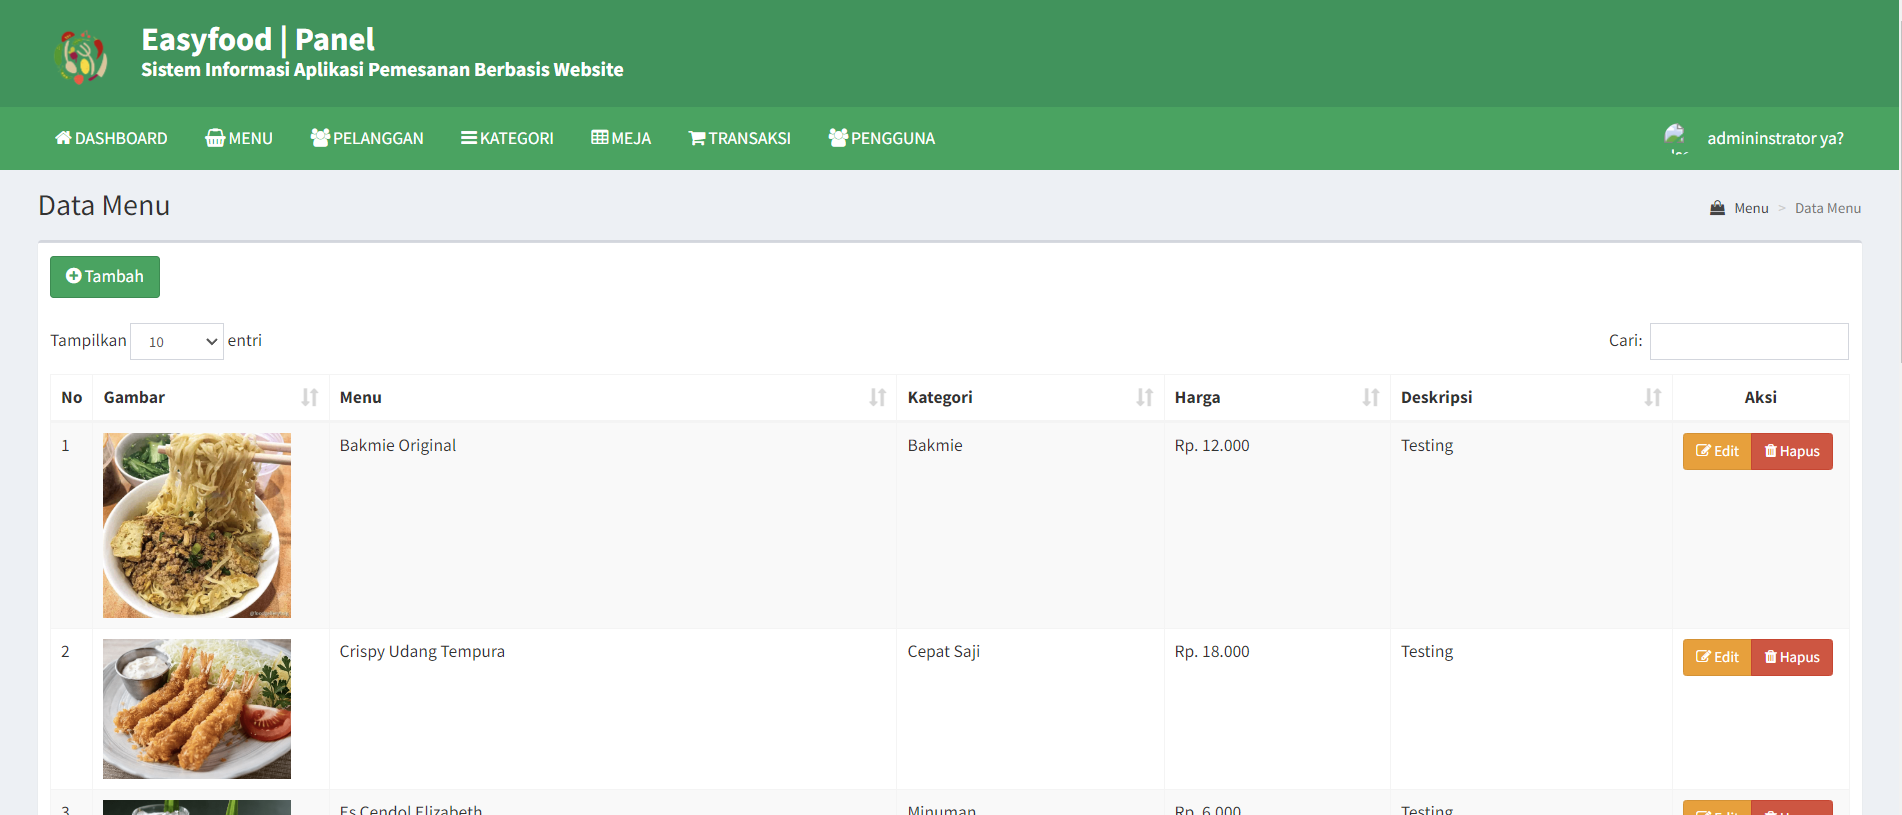 Easyfood | Panel
Sistem Informasi Aplikasi Pemesanan Berbasis Website
DASHBOARD MENU PELANGGAN KATEGORI MEJA TRANSAKSI PENGGUNA admininstrator ya?
Data Menu
Menu > Data Menu
Tambah
Tampilkan 10 entri Cari:
No Gambar Menu Kategori Harga Deskripsi Aksi
1 Bakmie Original Bakmie Rp. 12.000 Testing Edit Hapus
2 Crispy Udang Tempura Cepat Saji Rp. 18.000 Testing Edit Hapus
3 Es Cendol Elizabeth Minuman Rp. 6.000 Testing Edit Hapus